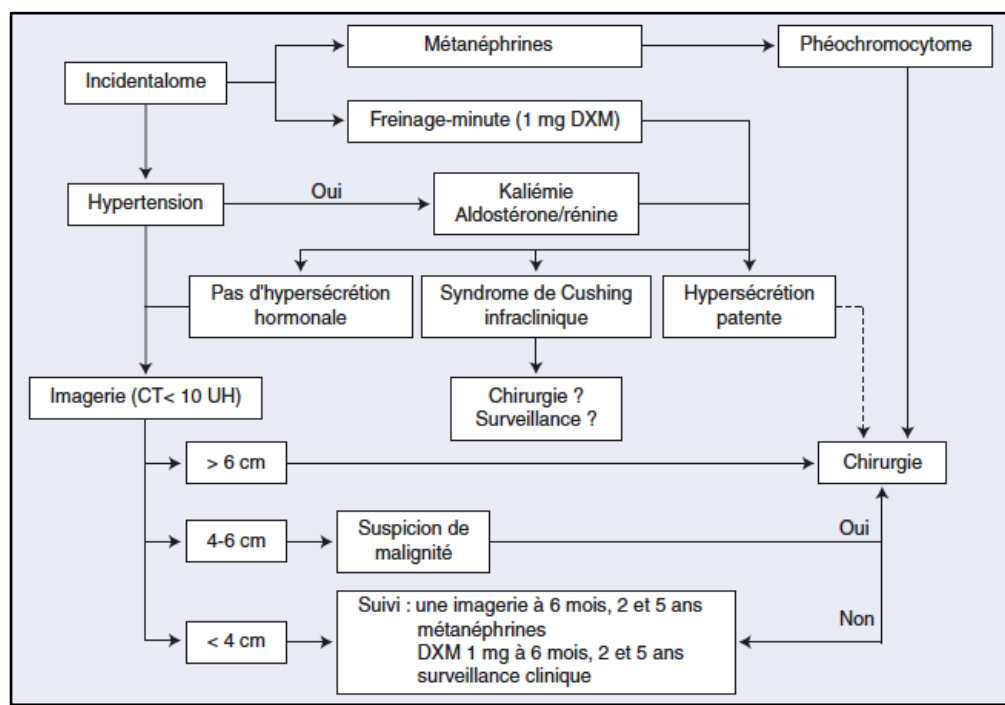 Métanéphrines
Phéochromocytome
Incidentalome
Freinage-minute (1 mg DXM)
Hypertension
Oui
Kaliémie
Aldostérone/rénine
Pas d'hypersécrétion
hormonale
Syndrome de Cushing
infraclinique
Hypersécrétion
patente
Imagerie (CT< 10 UH)
Chirurgie ?
Surveillance ?
> 6 cm
Chirurgie
4-6 cm
Suspicion de
malignité
Oui
< 4 cm
Suivi : une imagerie à 6 mois, 2 et 5 ans
métanéphrines
DXM 1 mg à 6 mois, 2 et 5 ans
surveillance clinique
Non